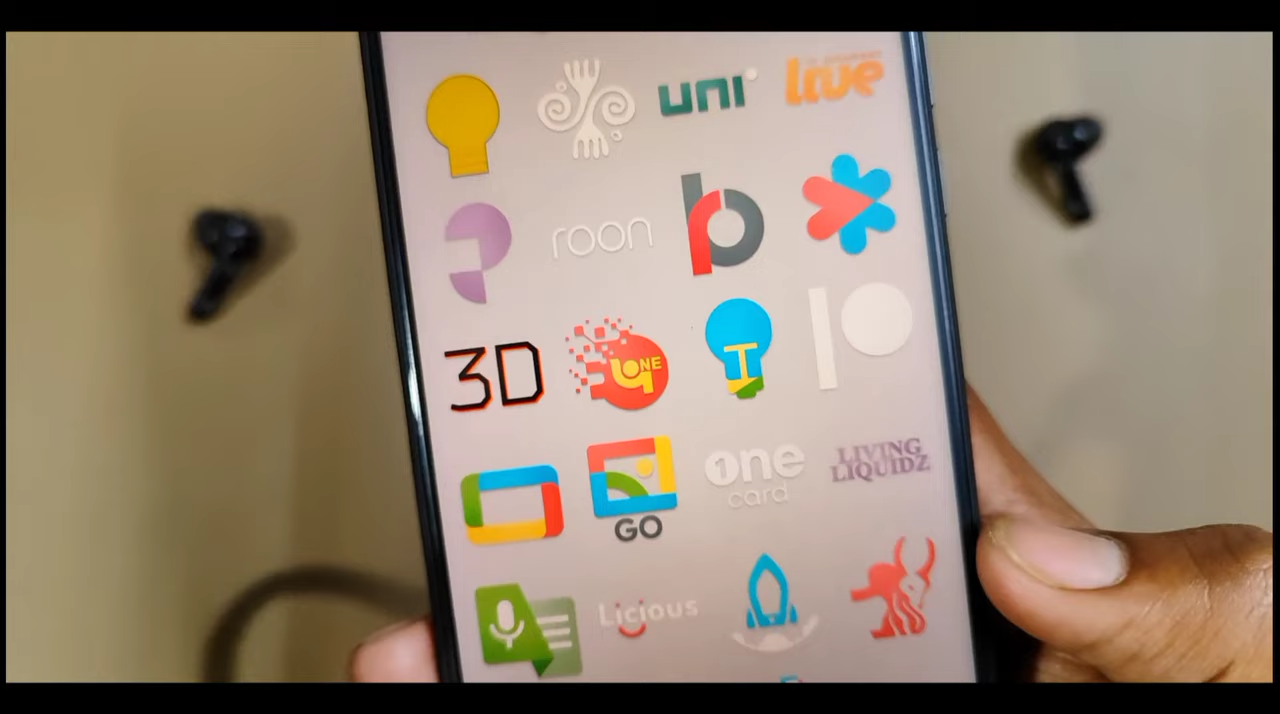 UNI
Live
roon
b
3D
ONE
T
one
card
LIVING
LIQUIDZ
GO
Licious